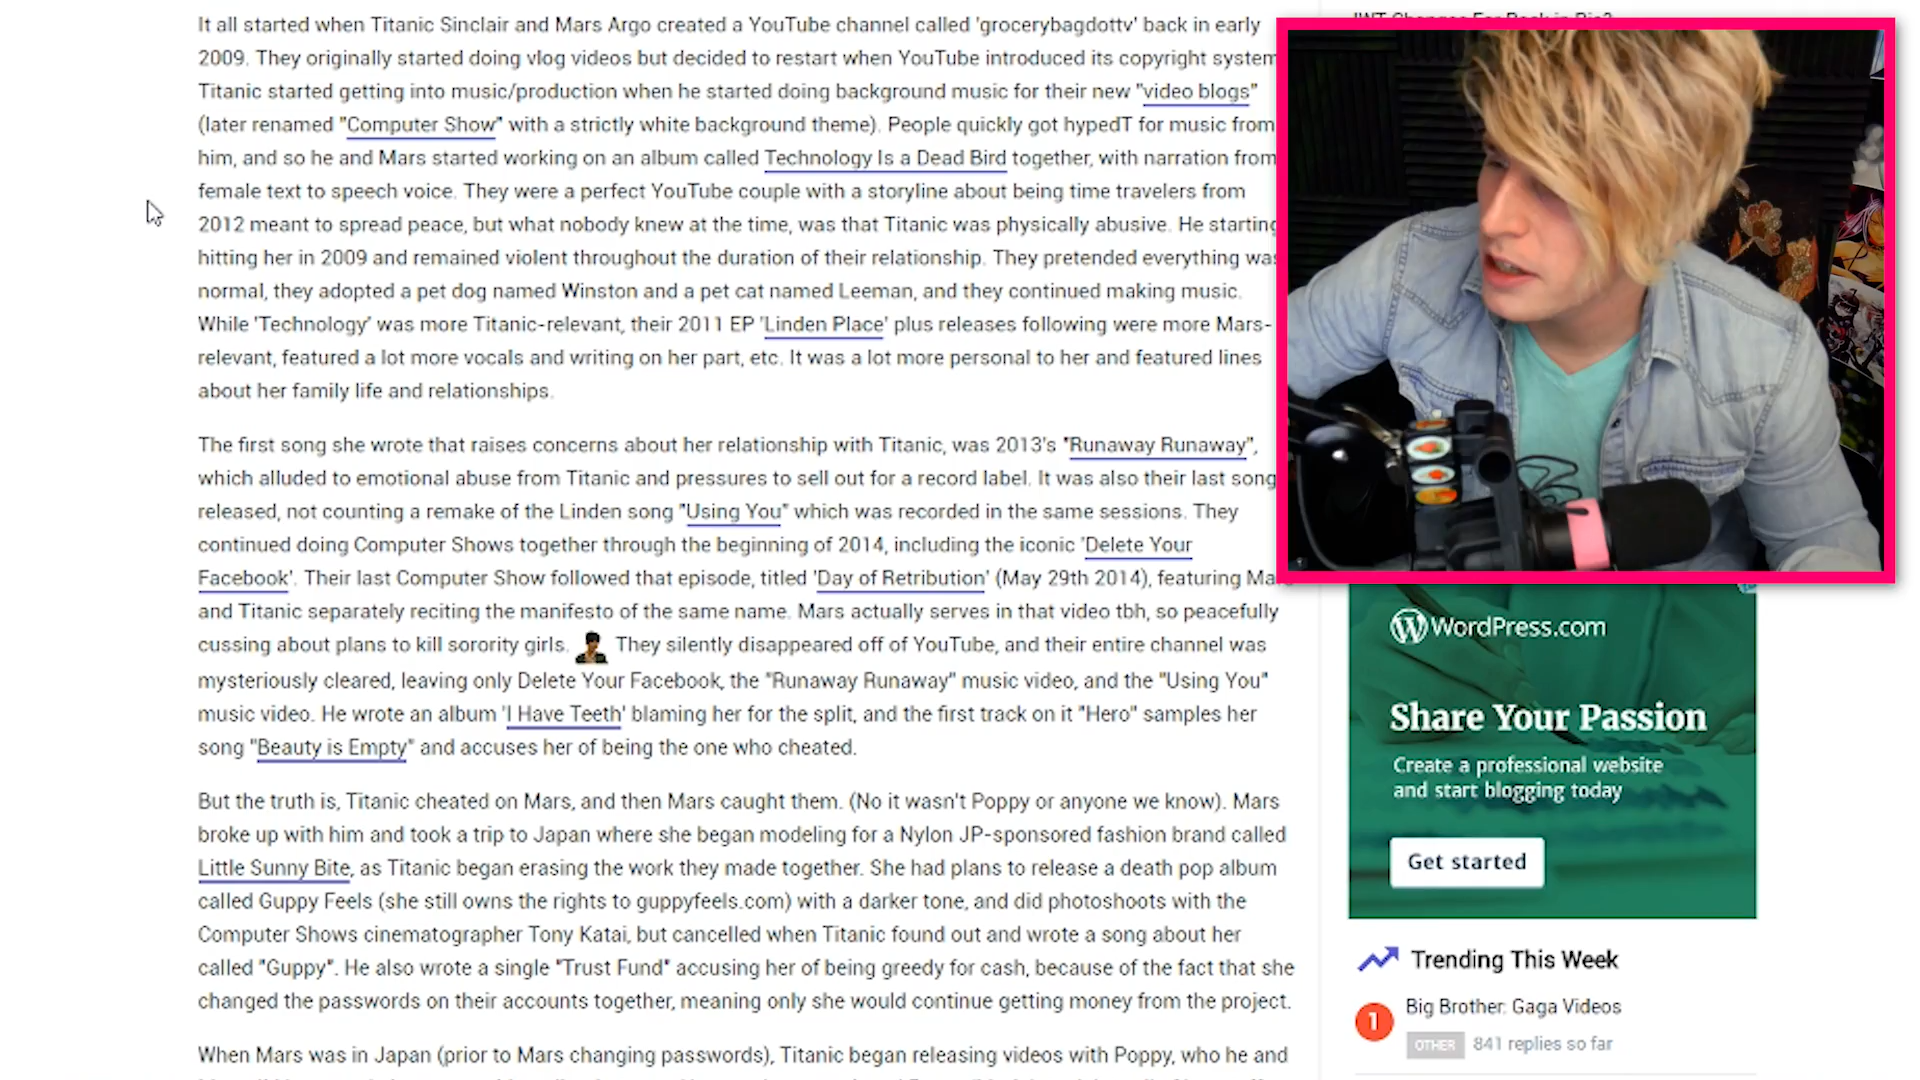 It all started when Titanic Sinclair and Mars Argo created a YouTube channel called 'grocerybagdottv' back in early
2009. They originally started doing vlog videos but decided to restart when YouTube introduced its copyright system
Titanic started getting into music/production when he started doing background music for their new "video blogs"
(later renamed "Computer Show" with a strictly white background theme). People quickly got hypedT for music from
him, and so he and Mars started working on an album called Technology Is a Dead Bird together, with narration from
female text to speech voice. They were a perfect YouTube couple with a storyline about being time travelers from
2012 meant to spread peace, but what nobody knew at the time, was that Titanic was physically abusive. He starting
hitting her in 2009 and remained violent throughout the duration of their relationship. They pretended everything was
normal, they adopted a pet dog named Winston and a pet cat named Leeman, and they continued making music.
While 'Technology' was more Titanic-relevant, their 2011 EP 'Linden Place' plus releases following were more Mars-
relevant, featured a lot more vocals and writing on her part, etc. It was a lot more personal to her and featured lines
about her family life and relationships.
The first song she wrote that raises concerns about her relationship with Titanic, was 2013's "Runaway Runaway",
which alluded to emotional abuse from Titanic and pressures to sell out for a record label. It was also their last song
released, not counting a remake of the Linden song "Using You" which was recorded in the same sessions. They
continued doing Computer Shows together through the beginning of 2014, including the iconic 'Delete Your
Facebook'. Their last Computer Show followed that episode, titled 'Day of Retribution' (May 29th 2014), featuring Mars
and Titanic separately reciting the manifesto of the same name. Mars actually serves in that video tbh, so peacefully
cussing about plans to kill sorority girls. They silently disappeared off of YouTube, and their entire channel was
mysteriously cleared, leaving only Delete Your Facebook, the "Runaway Runaway" music video, and the "Using You"
music video. He wrote an album 'I Have Teeth' blaming her for the split, and the first track on it "Hero" samples her
song "Beauty is Empty" and accuses her of being the one who cheated.
But the truth is, Titanic cheated on Mars, and then Mars caught them. (No it wasn't Poppy or anyone we know). Mars
broke up with him and took a trip to Japan where she began modeling for a Nylon JP-sponsored fashion brand called
Little Sunny Bite, as Titanic began erasing the work they made together. She had plans to release a death pop album
called Guppy Feels (she still owns the rights to guppyfeels.com) with a darker tone, and did photoshoots with the
Computer Shows cinematographer Tony Katai, but cancelled when Titanic found out and wrote a song about her
called "Guppy". He also wrote a single "Trust Fund" accusing her of being greedy for cash, because of the fact that she
changed the passwords on their accounts together, meaning only she would continue getting money from the project.
When Mars was in Japan (prior to Mars changing passwords), Titanic began releasing videos with Poppy, who he and
WordPress.com
Share Your Passion
Create a professional website
and start blogging today
Get started
Trending This Week
1
Big Brother: Gaga Videos
OTHER 841 replies so far